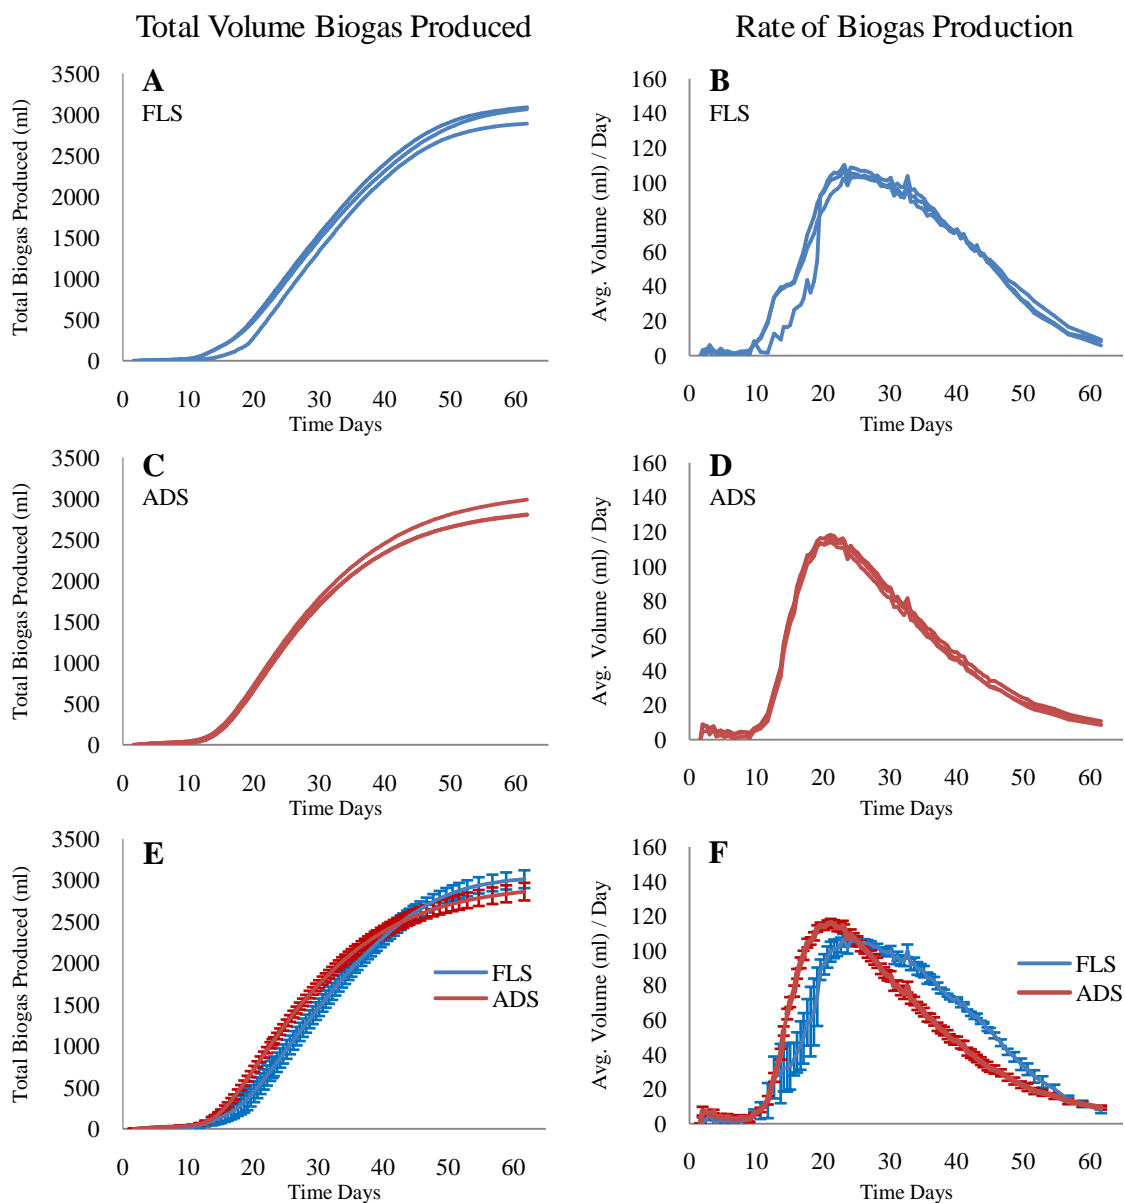 Total Volume Biogas Produced
Rate of Biogas Production
A
FLS
Total Biogas Produced (ml)
3500
3000
2500
2000
1500
1000
500
0
0 10 20 30 40 50 60
Time Days
B
FLS
Avg. Volume (ml) / Day
160
140
120
100
80
60
40
20
0
0 10 20 30 40 50 60
Time Days
C
ADS
Total Biogas Produced (ml)
3500
3000
2500
2000
1500
1000
500
0
0 10 20 30 40 50 60
Time Days
D
ADS
Avg. Volume (ml) / Day
160
140
120
100
80
60
40
20
0
0 10 20 30 40 50 60
Time Days
E
Total Biogas Produced (ml)
3500
3000
2500
2000
1500
1000
500
0
0 10 20 30 40 50 60
Time Days
FLS
ADS
F
Avg. Volume (ml) / Day
160
140
120
100
80
60
40
20
0
0 10 20 30 40 50 60
Time Days
FLS
ADS